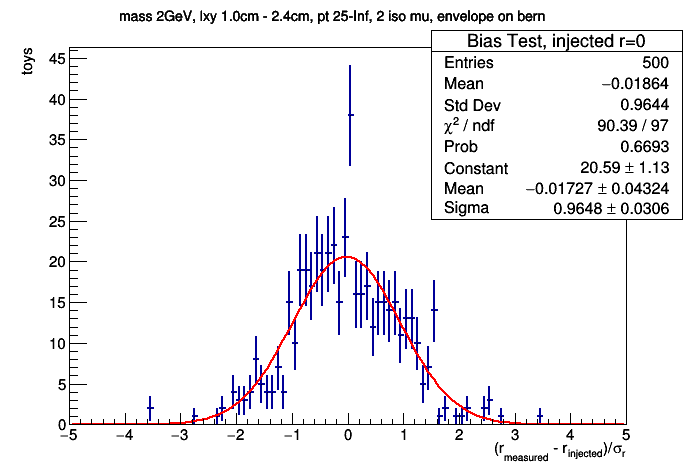 mass 2GeV, lxy 1.0cm - 2.4cm, pt 25-Inf, 2 iso mu, envelope on bern
Bias Test, injected r=0
Entries 500
Mean −0.01864
Std Dev 0.9644
χ² / ndf 90.39 / 97
Prob 0.6693
Constant 20.59 ± 1.13
Mean −0.01727 ± 0.04324
Sigma 0.9648 ± 0.0306
toys
45
40
35
30
25
20
15
10
5
0
−5 −4 −3 −2 −1 0 1 2 3 4 5
(r_measured - r_injected)/σ_r